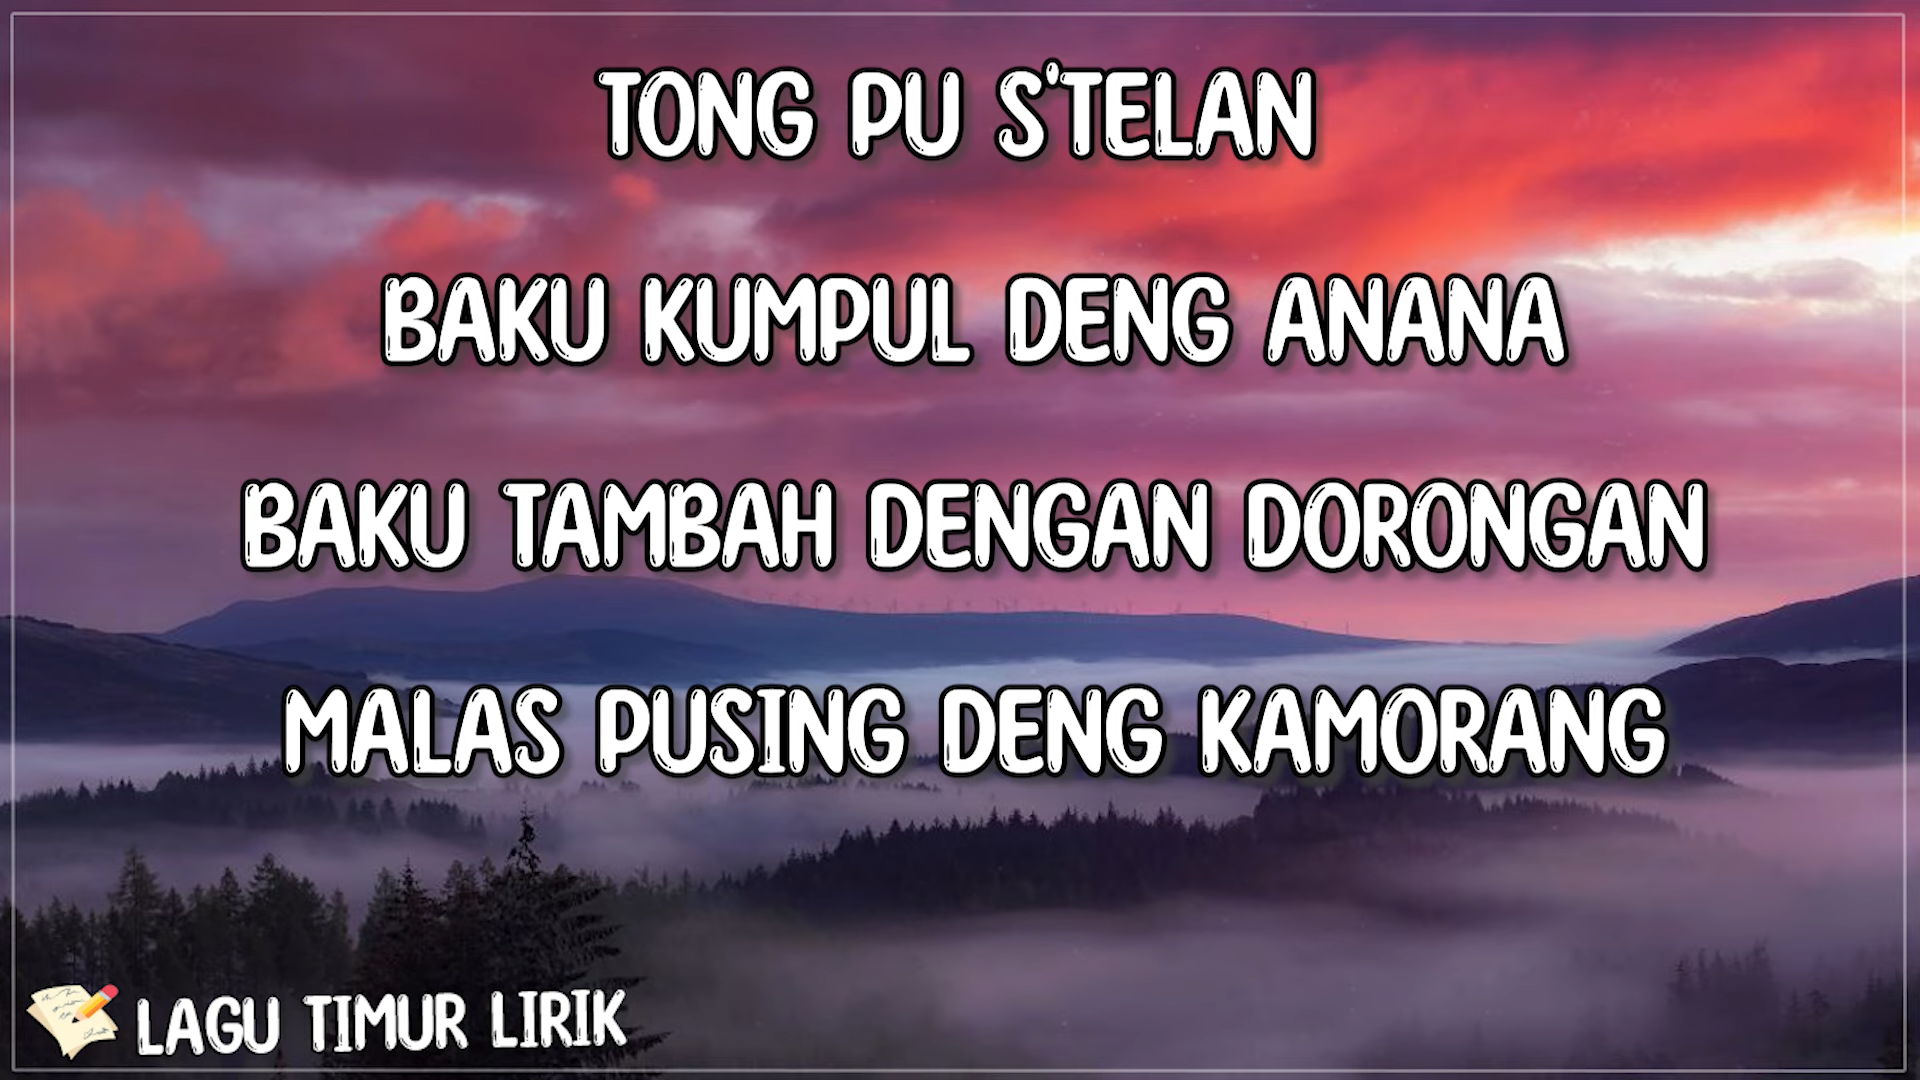 TONG PU S'TELAN
BAKU KUMPUL DENG ANANA
BAKU TAMBAH DENGAN DORONGAN
MALAS PUSING DENG KAMORANG
LAGU TIMUR LIRIK